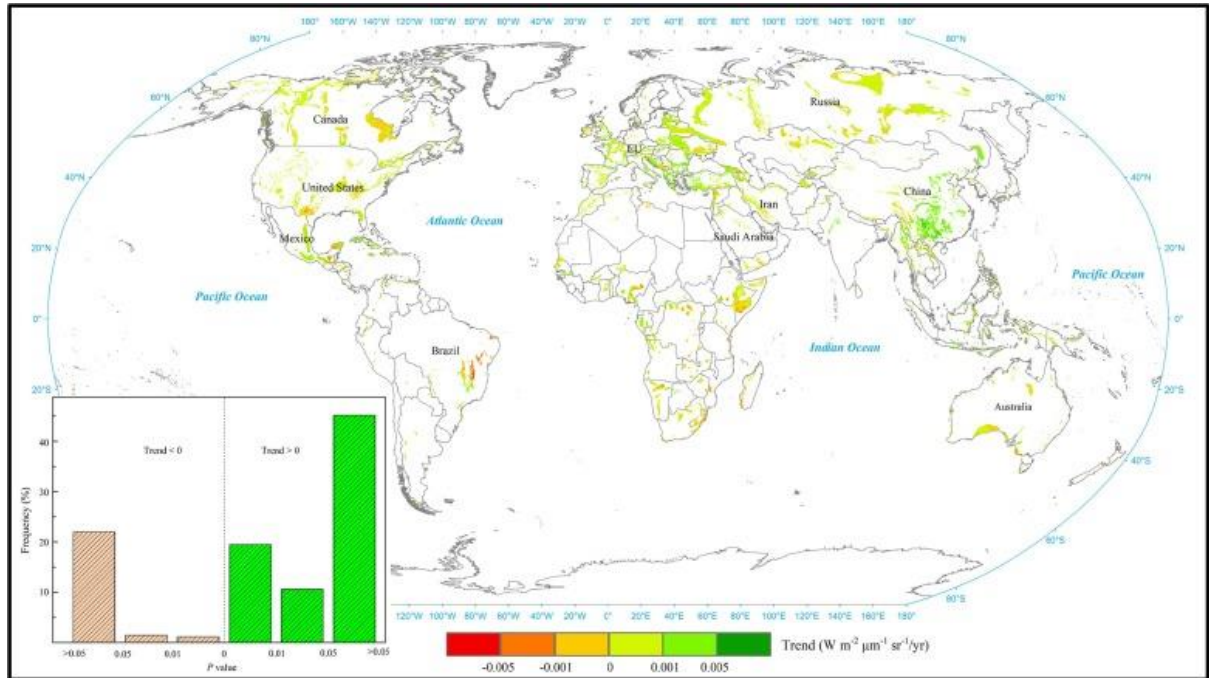 180° 160°W 140°W 120°W 100°W 80°W 60°W 40°W 20°W 0° 20°E 40°E 60°E 80°E 100°E 120°E 140°E 160°E 180°
80°N 80°N
60°N 60°N
Russia
Canada
EU
40°N 40°N
United States China
Iran
Atlantic Ocean
Mexico Saudi Arabia
20°N 20°N
Pacific Ocean
Pacific Ocean
0° 0°
Brazil Indian Ocean
20°S 20°S
Australia
40°S
60°S
80°S
120°W 100°W 80°W 60°W 40°W 20°W 0° 20°E 40°E 60°E 80°E 100°E 120°E 140°E 160°E 180°
Frequency (%)
40
30
20
10
Trend < 0 Trend > 0
>0.05 0.05 0.01 0 0.01 0.05 >0.05
P value
Trend (W m⁻² μm⁻¹ sr⁻¹/yr)
-0.005 -0.001 0 0.001 0.005